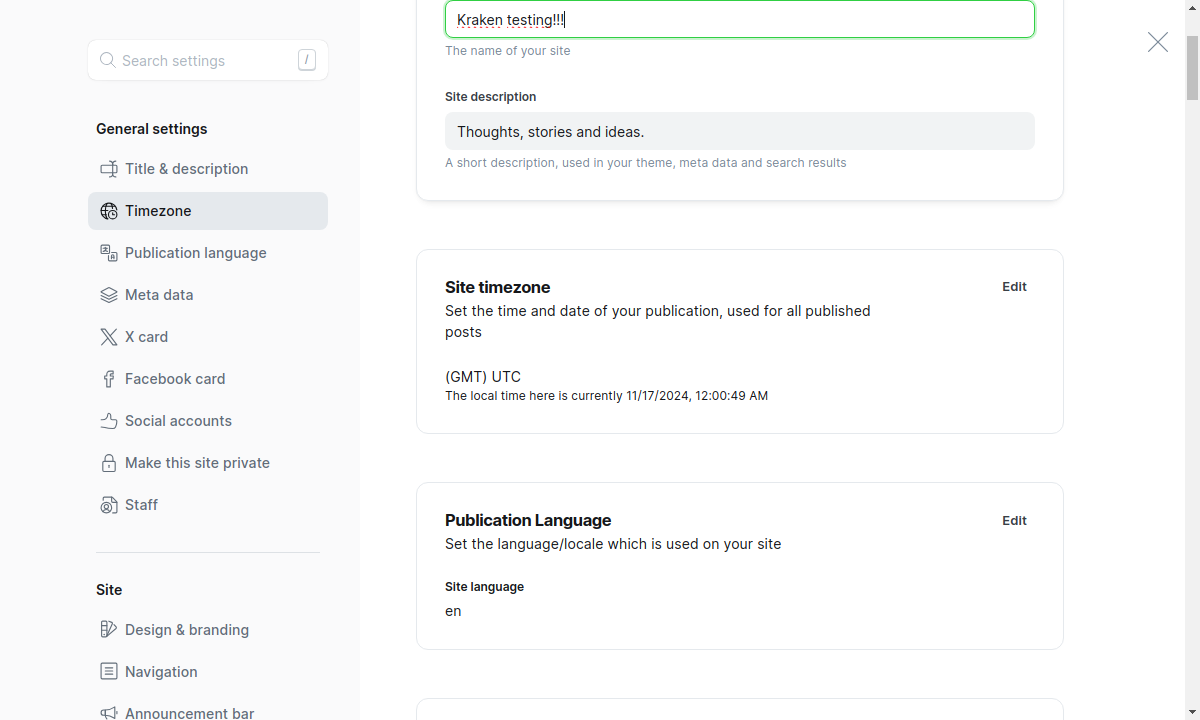 Search settings /
General settings
Title & description
Timezone
Publication language
Meta data
X card
Facebook card
Social accounts
Make this site private
Staff
Site
Design & branding
Navigation
Announcement bar
Kraken testing!!!
The name of your site
Site description
Thoughts, stories and ideas.
A short description, used in your theme, meta data and search results
Site timezone
Edit
Set the time and date of your publication, used for all published
posts
(GMT) UTC
The local time here is currently 11/17/2024, 12:00:49 AM
Publication Language
Edit
Set the language/locale which is used on your site
Site language
en